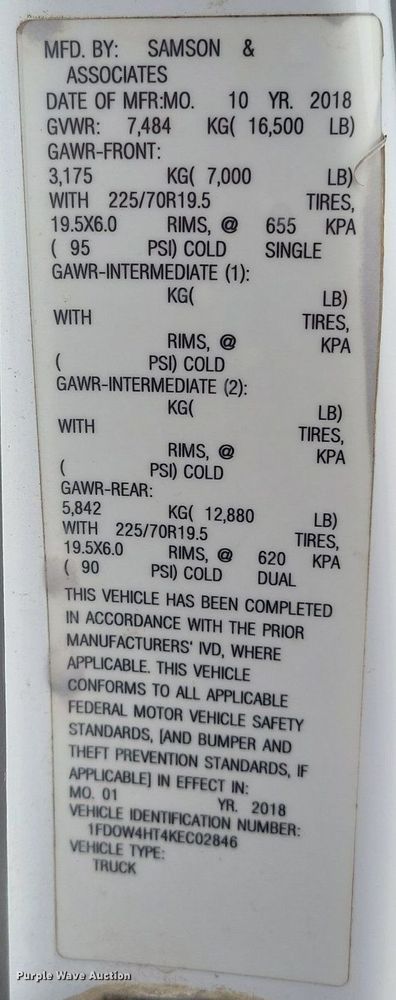 MFD. BY: SAMSON &
ASSOCIATES
DATE OF MFR:MO. 10 YR. 2018
GVWR: 7,484 KG( 16,500 LB)
GAWR-FRONT:
3,175 KG( 7,000 LB)
WITH 225/70R19.5 TIRES,
19.5X6.0 RIMS, @ 655 KPA
( 95 PSI) COLD SINGLE
GAWR-INTERMEDIATE (1):
KG( LB)
WITH TIRES,
RIMS, @ KPA
( PSI) COLD
GAWR-INTERMEDIATE (2):
KG( LB)
WITH TIRES,
RIMS, @ KPA
( PSI) COLD
GAWR-REAR:
5,842 KG( 12,880 LB)
WITH 225/70R19.5 TIRES,
19.5X6.0 RIMS, @ 620 KPA
( 90 PSI) COLD DUAL
THIS VEHICLE HAS BEEN COMPLETED
IN ACCORDANCE WITH THE PRIOR
MANUFACTURERS' IVD, WHERE
APPLICABLE. THIS VEHICLE
CONFORMS TO ALL APPLICABLE
FEDERAL MOTOR VEHICLE SAFETY
STANDARDS, [AND BUMPER AND
THEFT PREVENTION STANDARDS, IF
APPLICABLE] IN EFFECT IN:
MO. 01 YR. 2018
VEHICLE IDENTIFICATION NUMBER:
1FDOW4HT4KEC02846
VEHICLE TYPE:
TRUCK
Purple Wave Auction